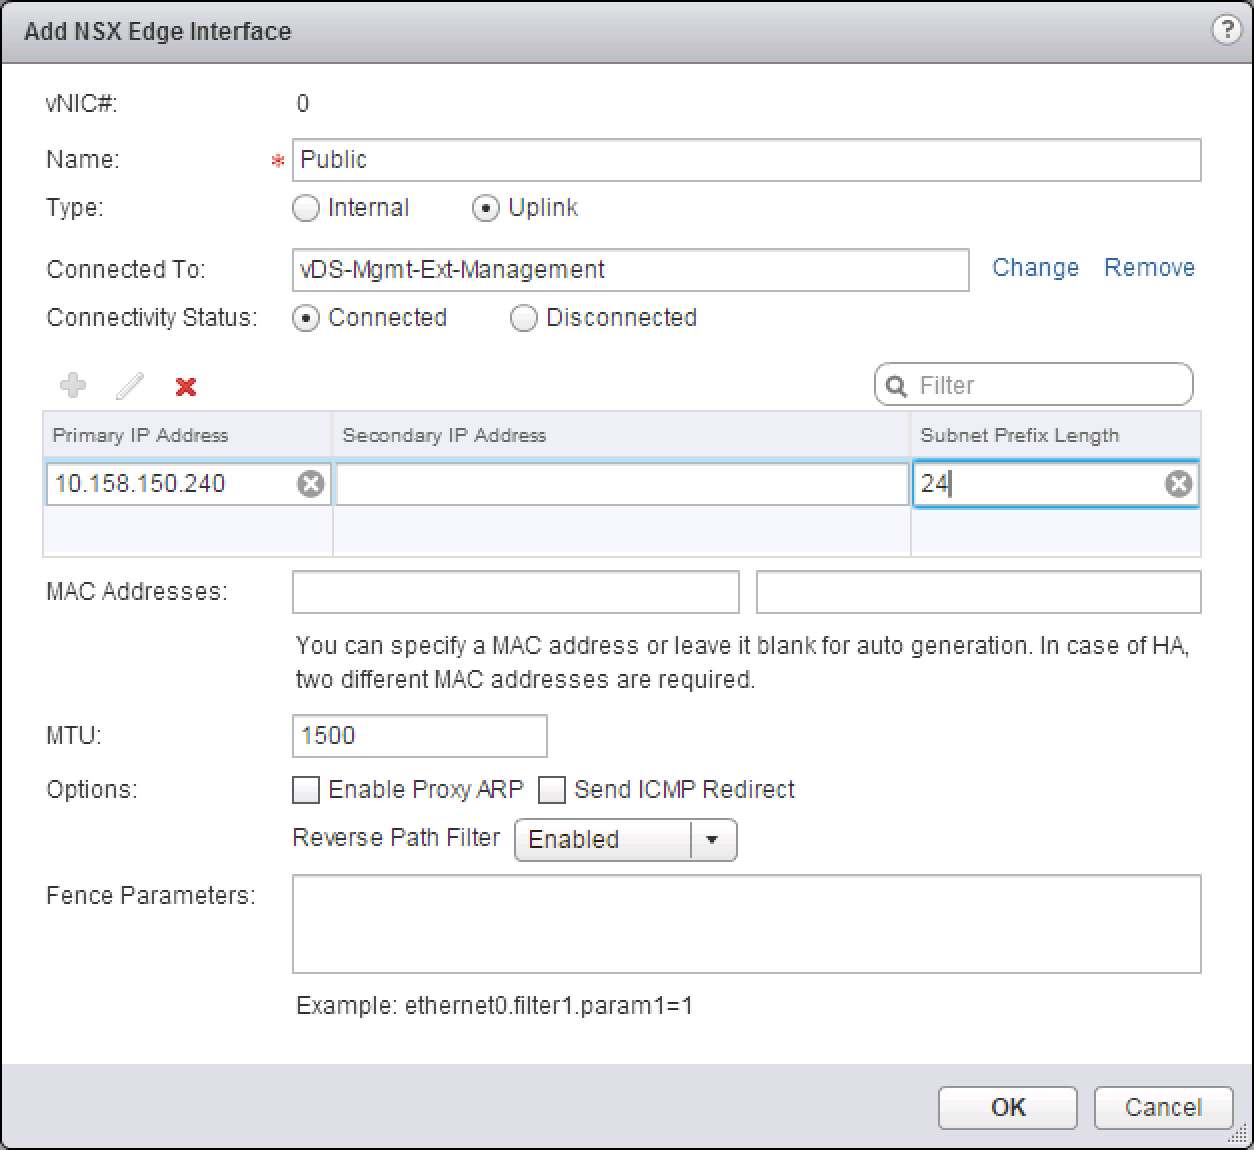 Add NSX Edge Interface ?
vNIC#: 0
Name: * Public
Type: Internal Uplink
Connected To: vDS-Mgmt-Ext-Management Change Remove
Connectivity Status: Connected Disconnected
Filter
Primary IP Address Secondary IP Address Subnet Prefix Length
10.158.150.240 24
MAC Addresses:
You can specify a MAC address or leave it blank for auto generation. In case of HA,
two different MAC addresses are required.
MTU: 1500
Options: Enable Proxy ARP Send ICMP Redirect
Reverse Path Filter Enabled
Fence Parameters:
Example: ethernet0.filter1.param1=1
OK Cancel